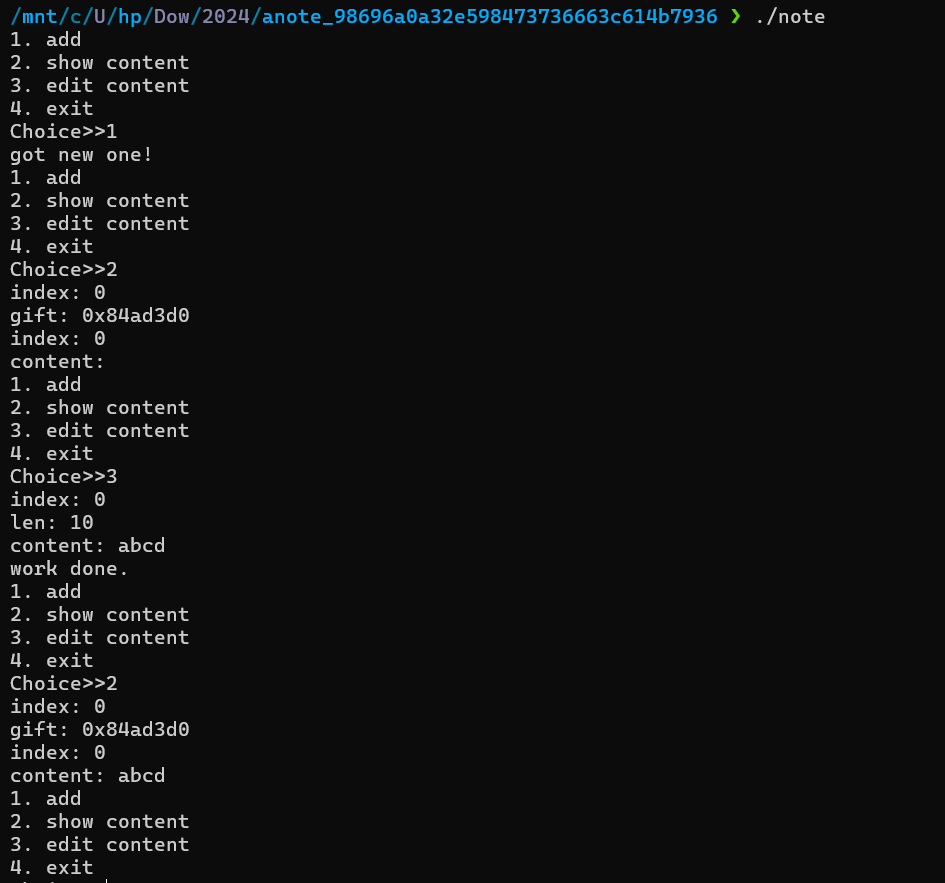 /mnt/c/U/hp/Dow/2024/anote_98696a0a32e598473736663c614b7936 ❯ ./note
1. add
2. show content
3. edit content
4. exit
Choice>>1
got new one!
1. add
2. show content
3. edit content
4. exit
Choice>>2
index: 0
gift: 0x84ad3d0
index: 0
content:
1. add
2. show content
3. edit content
4. exit
Choice>>3
index: 0
len: 10
content: abcd
work done.
1. add
2. show content
3. edit content
4. exit
Choice>>2
index: 0
gift: 0x84ad3d0
index: 0
content: abcd
1. add
2. show content
3. edit content
4. exit